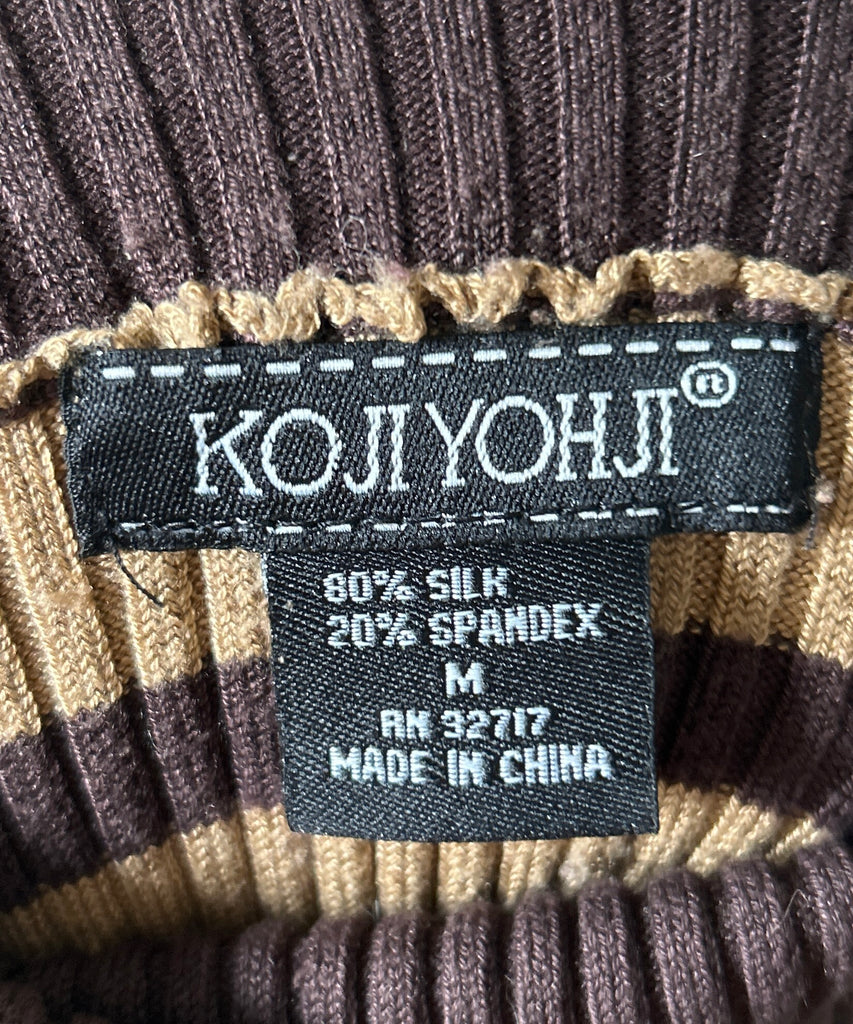 KOJI YOHJI®
80% SILK
20% SPANDEX
M
RN 32717
MADE IN CHINA